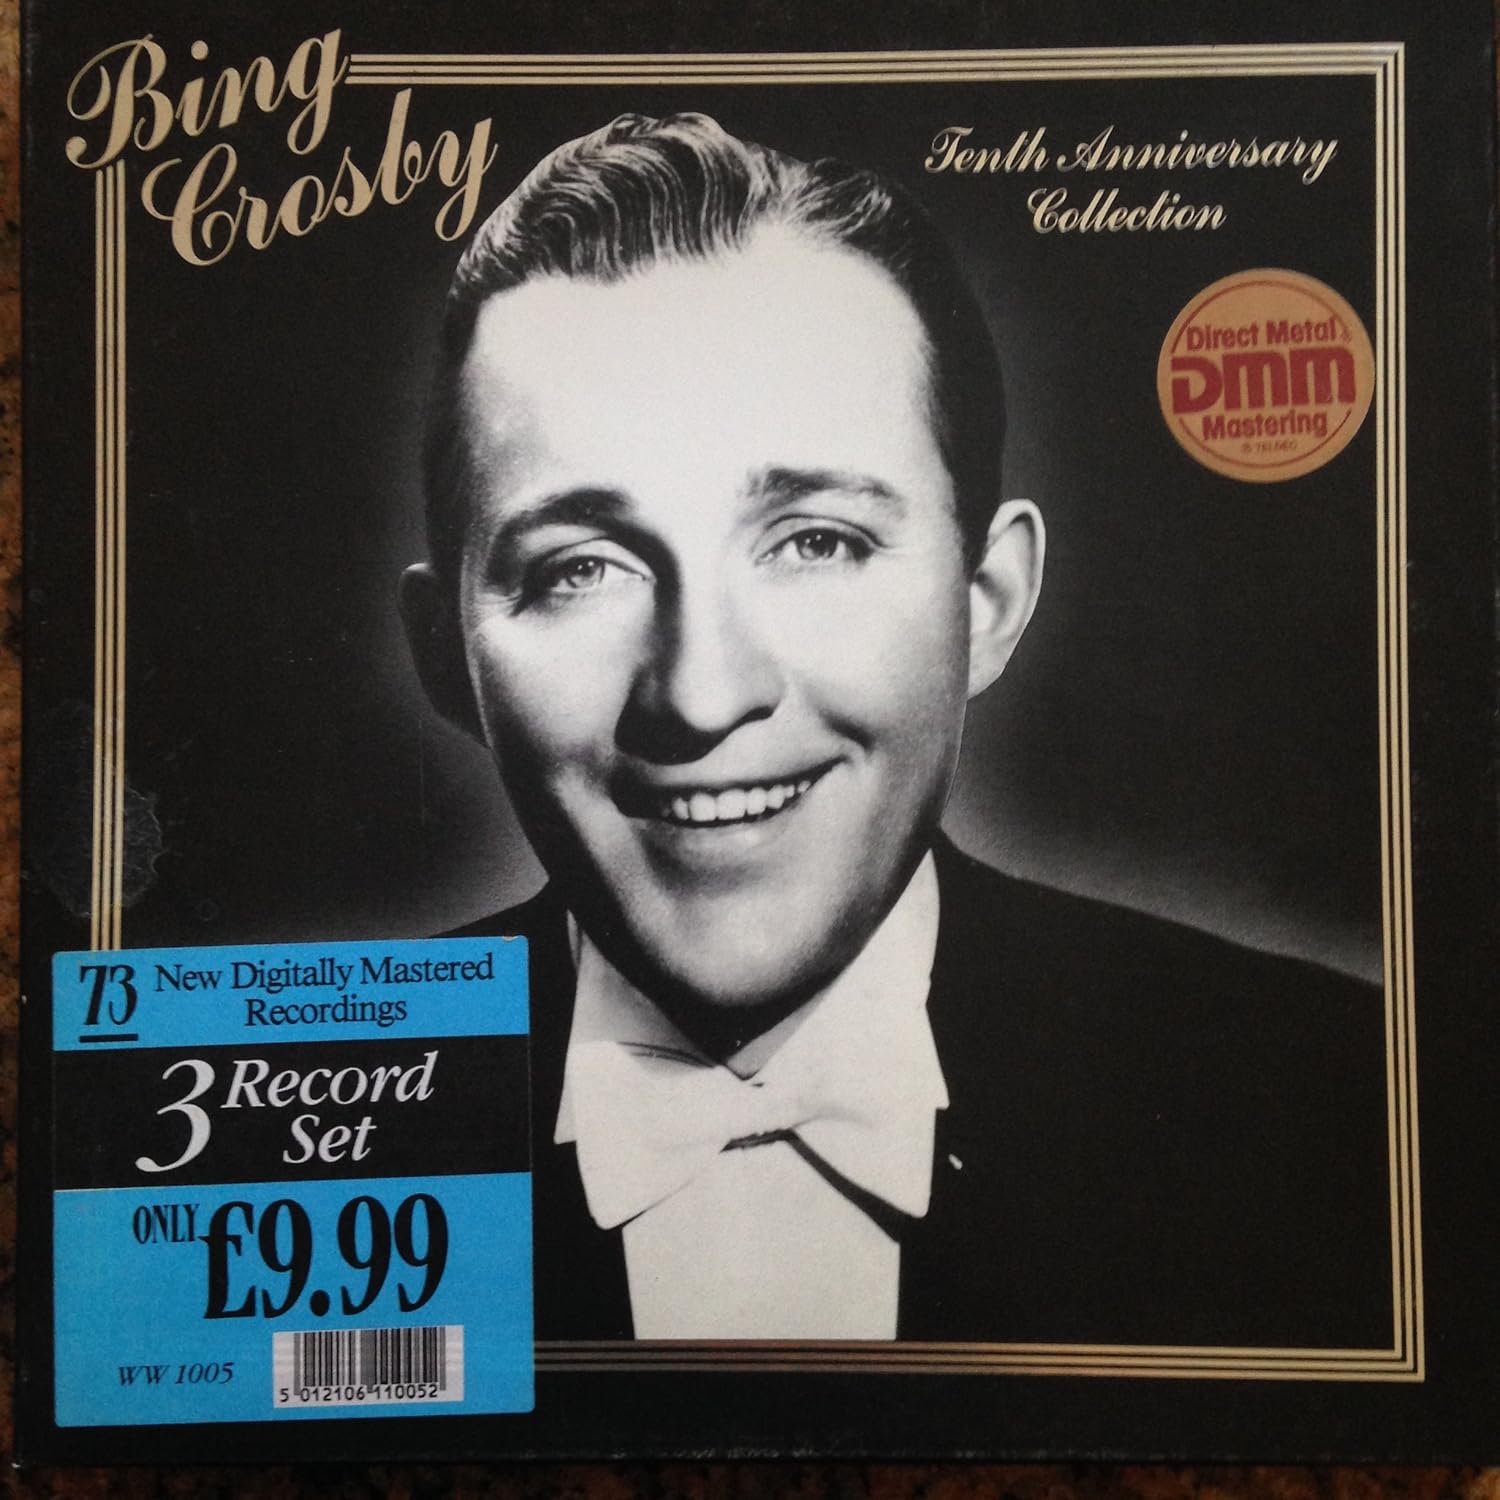 Bing
Crosby
Tenth Anniversary
Collection
Direct Metal
DMM
Mastering
73 New Digitally Mastered
Recordings
3 Record
Set
ONLY £9.99
WW 1005
5 012106 110052